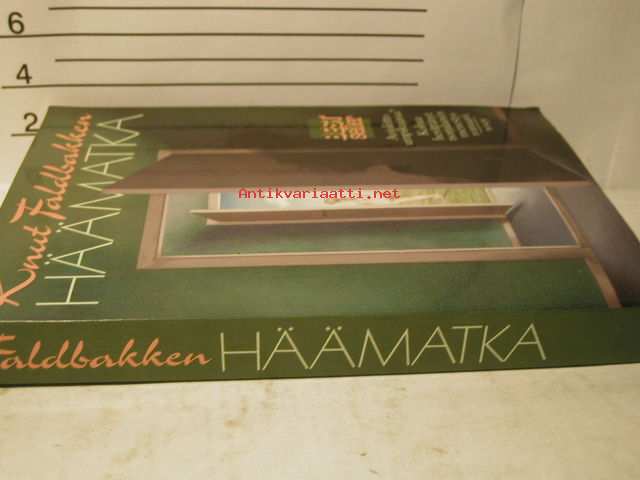 6
4
2
Knut Faldbakken
HÄÄMATKA
Antikvariaatti.net
Faldbakken HÄÄMATKA